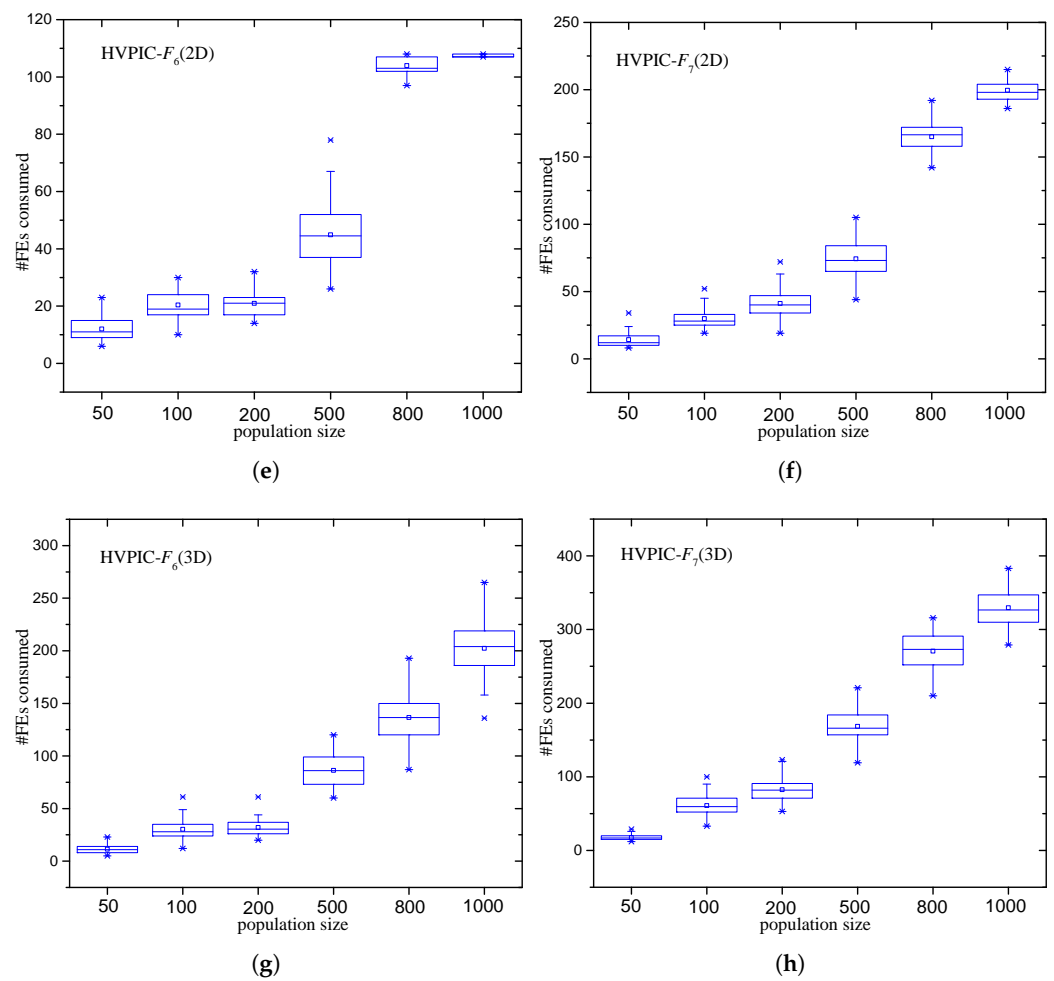 HVPIC-F6(2D)
#FEs consumed
120
100
80
60
40
20
0
50 100 200 500 800 1000
population size
(e)
HVPIC-F7(2D)
#FEs consumed
250
200
150
100
50
0
50 100 200 500 800 1000
population size
(f)
HVPIC-F6(3D)
#FEs consumed
300
250
200
150
100
50
0
50 100 200 500 800 1000
population size
(g)
HVPIC-F7(3D)
#FEs consumed
400
300
200
100
0
50 100 200 500 800 1000
population size
(h)